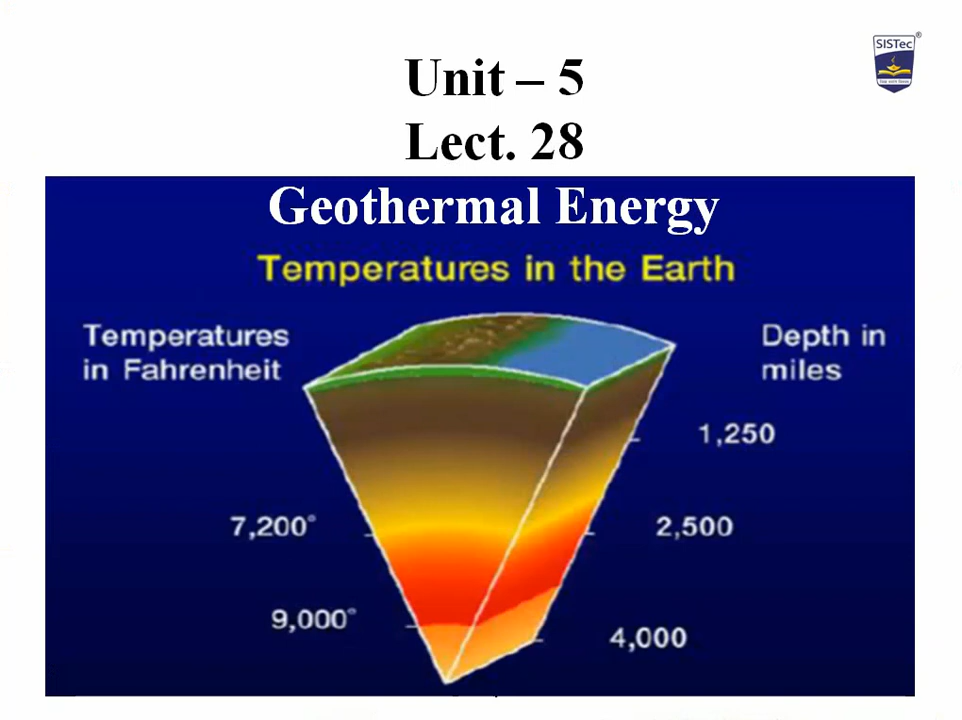 SISTec ®
Unit – 5
Lect. 28
Geothermal Energy
Temperatures in the Earth
Temperatures
in Fahrenheit
Depth in
miles
1,250
7,200°
2,500
9,000°
4,000